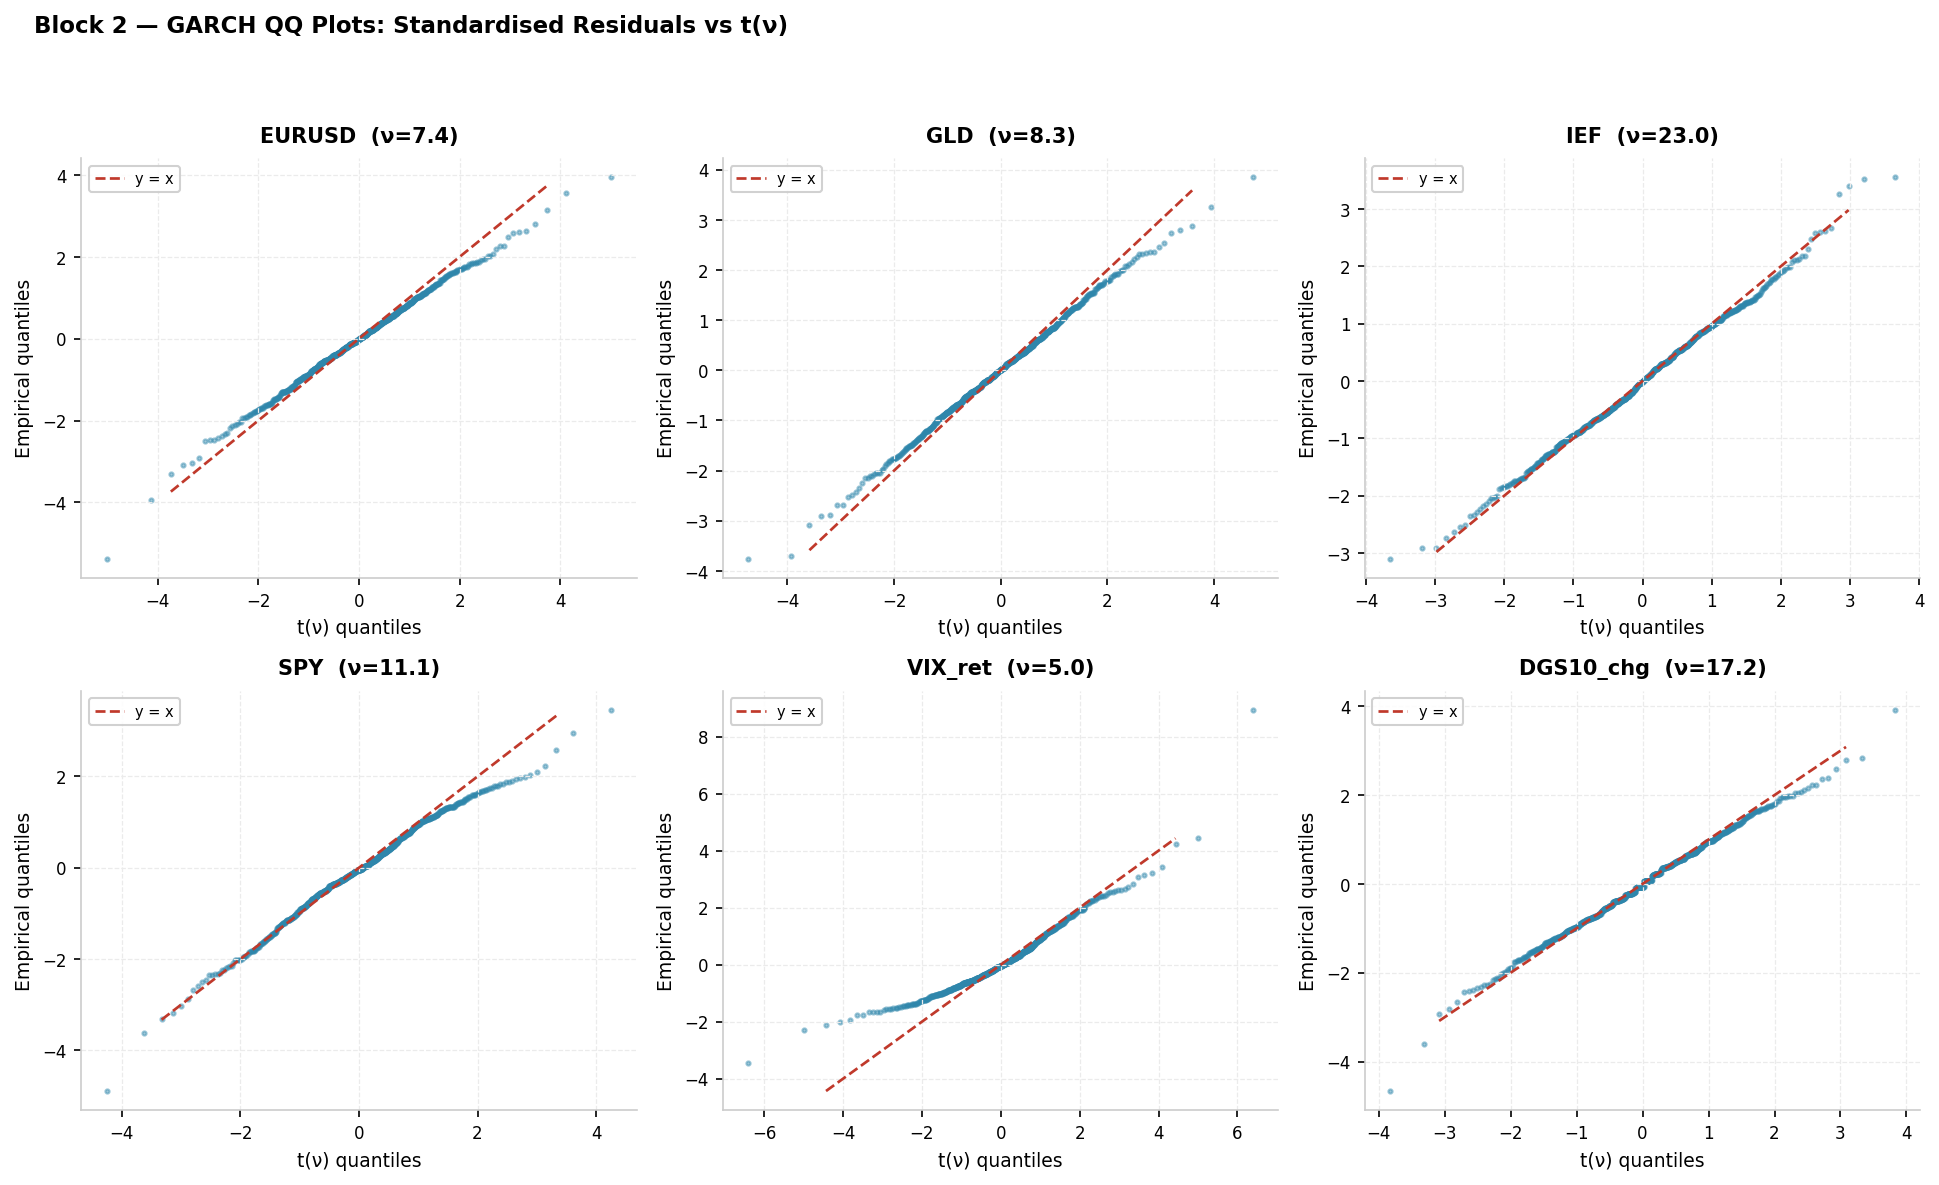 Block 2 — GARCH QQ Plots: Standardised Residuals vs t(ν)
EURUSD (ν=7.4)
y = x
4
2
0
−2
−4
Empirical quantiles
−4 −2 0 2 4
t(ν) quantiles
GLD (ν=8.3)
y = x
4
3
2
1
0
−1
−2
−3
−4
Empirical quantiles
−4 −2 0 2 4
t(ν) quantiles
IEF (ν=23.0)
y = x
3
2
1
0
−1
−2
−3
Empirical quantiles
−4 −3 −2 −1 0 1 2 3 4
t(ν) quantiles
SPY (ν=11.1)
y = x
2
0
−2
−4
Empirical quantiles
−4 −2 0 2 4
t(ν) quantiles
VIX_ret (ν=5.0)
y = x
8
6
4
2
0
−2
−4
Empirical quantiles
−6 −4 −2 0 2 4 6
t(ν) quantiles
DGS10_chg (ν=17.2)
y = x
4
2
0
−2
−4
Empirical quantiles
−4 −3 −2 −1 0 1 2 3 4
t(ν) quantiles